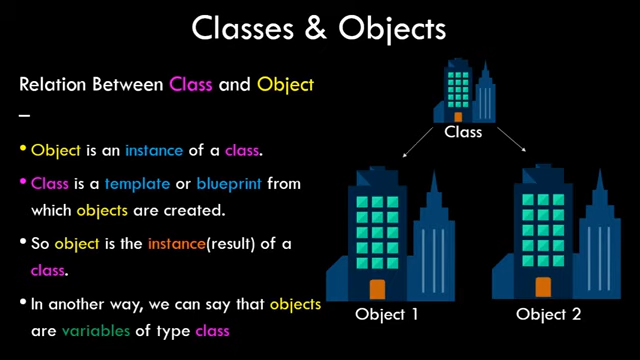 Classes & Objects
Relation Between Class and Object
–
• Object is an instance of a class.
• Class is a template or blueprint from
which objects are created.
• So object is the instance(result) of a
class.
• In another way, we can say that objects
are variables of type class
Class
Object 1
Object 2